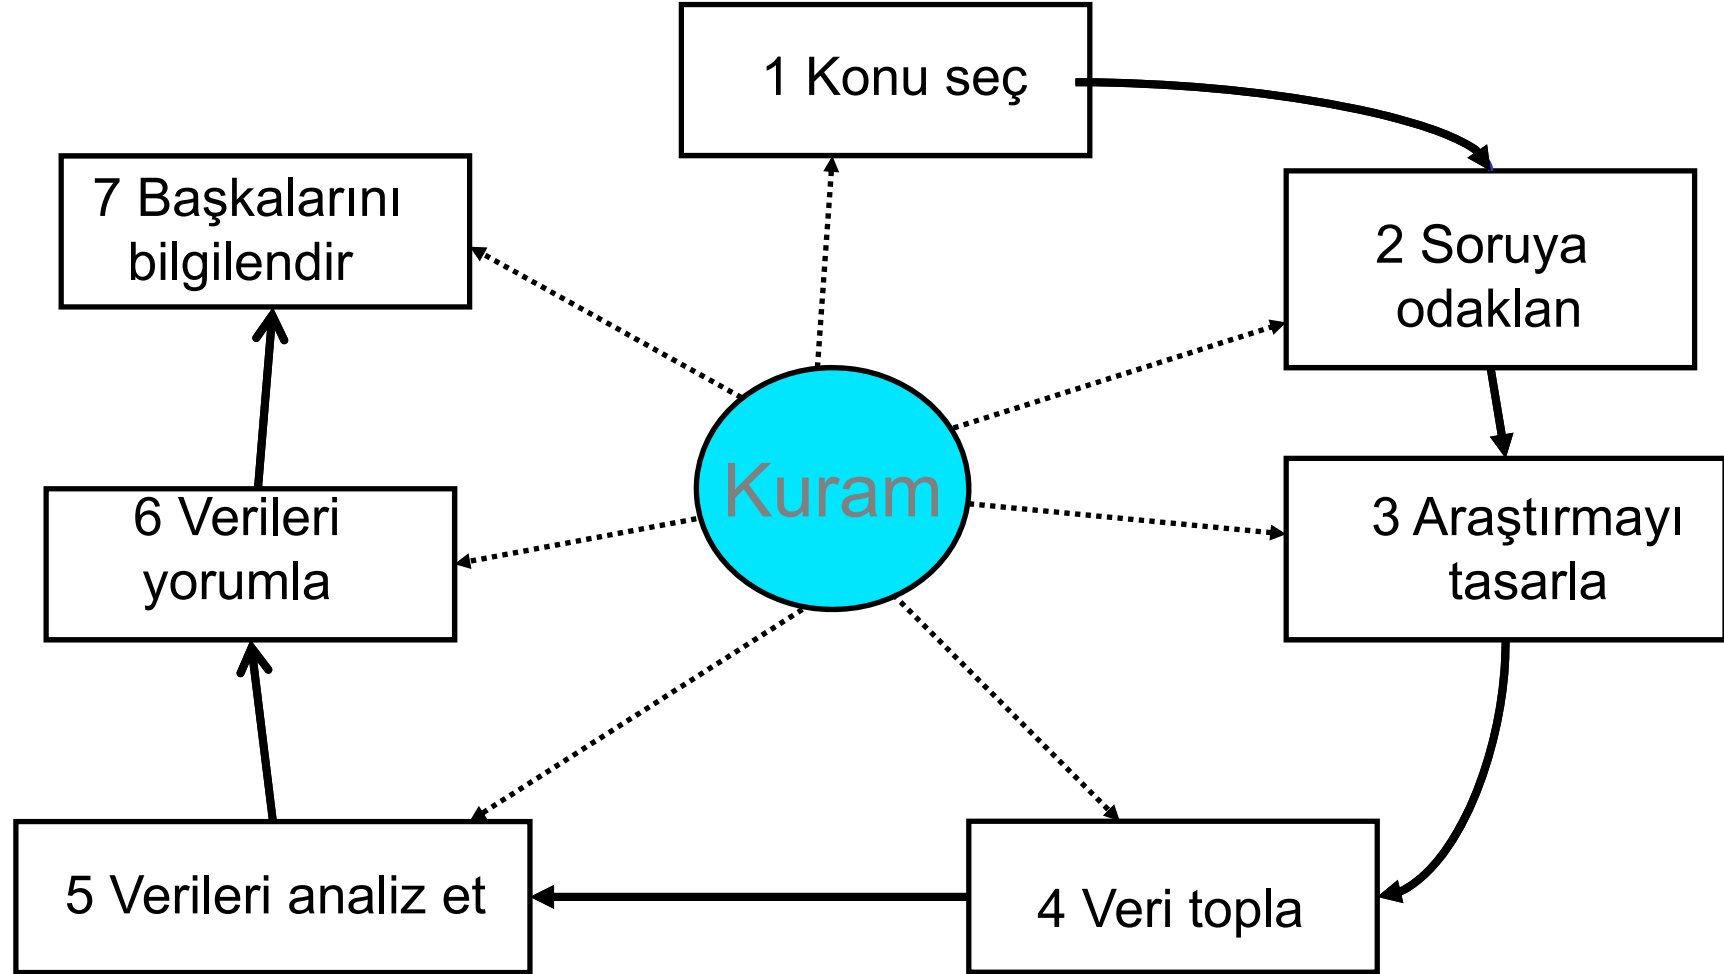 1 Konu seç
2 Soruya
odaklan
3 Araştırmayı
tasarla
4 Veri topla
5 Verileri analiz et
6 Verileri
yorumla
7 Başkalarını
bilgilendir
Kuram